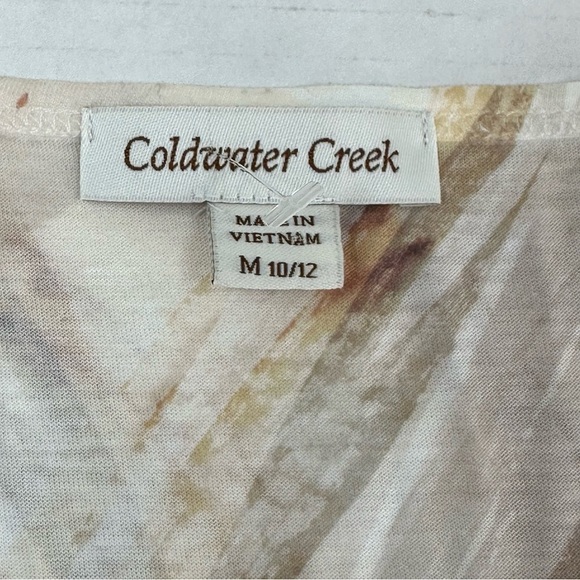 Coldwater Creek
MADE IN
VIETNAM
M 10/12